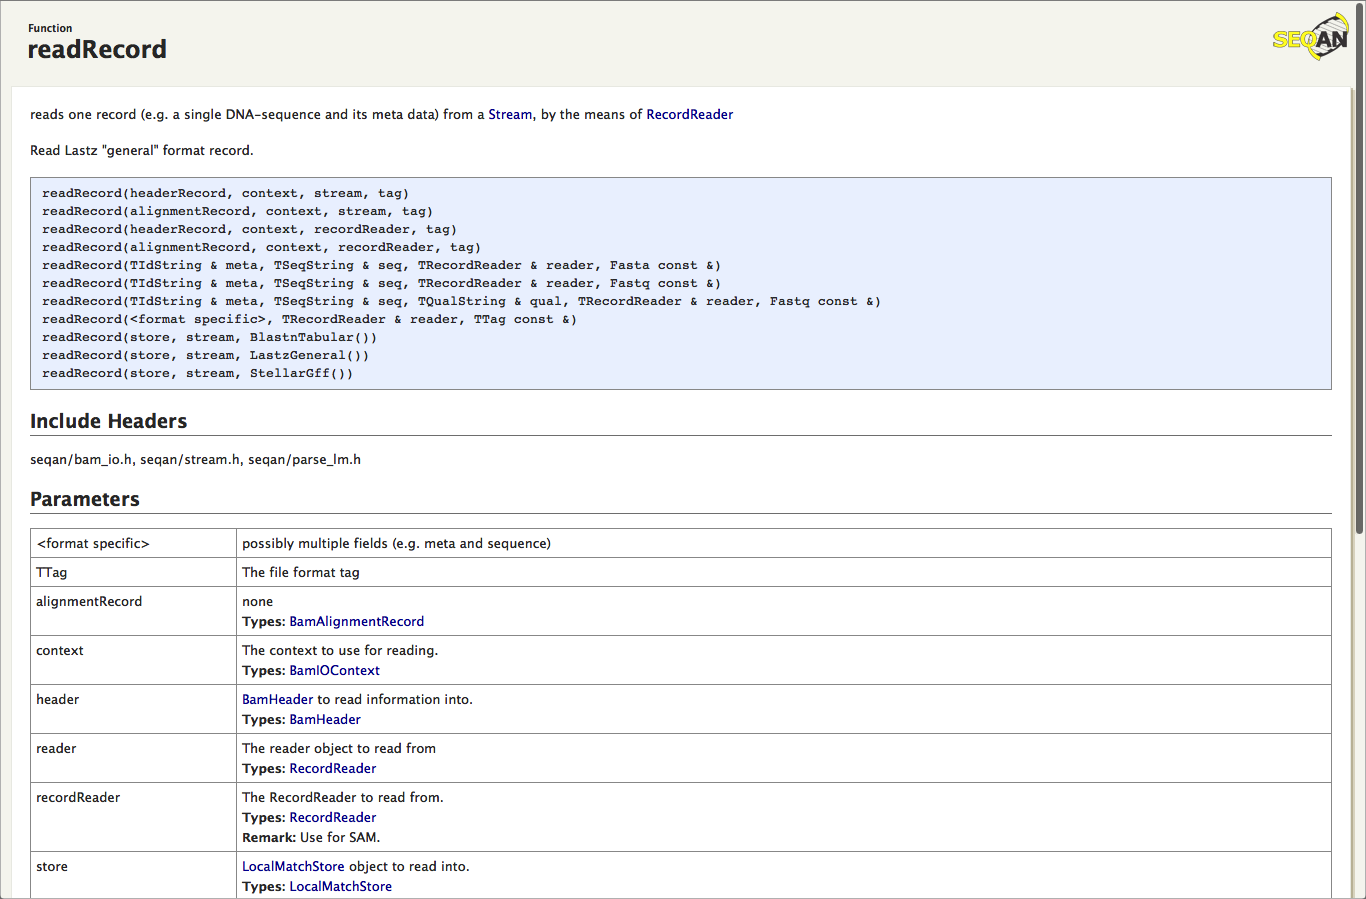 Function
readRecord
SEQAN
reads one record (e.g. a single DNA-sequence and its meta data) from a Stream, by the means of RecordReader
Read Lastz "general" format record.
readRecord(headerRecord, context, stream, tag)
readRecord(alignmentRecord, context, stream, tag)
readRecord(headerRecord, context, recordReader, tag)
readRecord(alignmentRecord, context, recordReader, tag)
readRecord(TIdString & meta, TSeqString & seq, TRecordReader & reader, Fasta const &)
readRecord(TIdString & meta, TSeqString & seq, TRecordReader & reader, Fastq const &)
readRecord(TIdString & meta, TSeqString & seq, TQualString & qual, TRecordReader & reader, Fastq const &)
readRecord(<format specific>, TRecordReader & reader, TTag const &)
readRecord(store, stream, BlastnTabular())
readRecord(store, stream, LastzGeneral())
readRecord(store, stream, StellarGff())
Include Headers
seqan/bam_io.h, seqan/stream.h, seqan/parse_lm.h
Parameters
<format specific> possibly multiple fields (e.g. meta and sequence)
TTag The file format tag
alignmentRecord none
Types: BamAlignmentRecord
context The context to use for reading.
Types: BamIOContext
header BamHeader to read information into.
Types: BamHeader
reader The reader object to read from
Types: RecordReader
recordReader The RecordReader to read from.
Types: RecordReader
Remark: Use for SAM.
store LocalMatchStore object to read into.
Types: LocalMatchStore